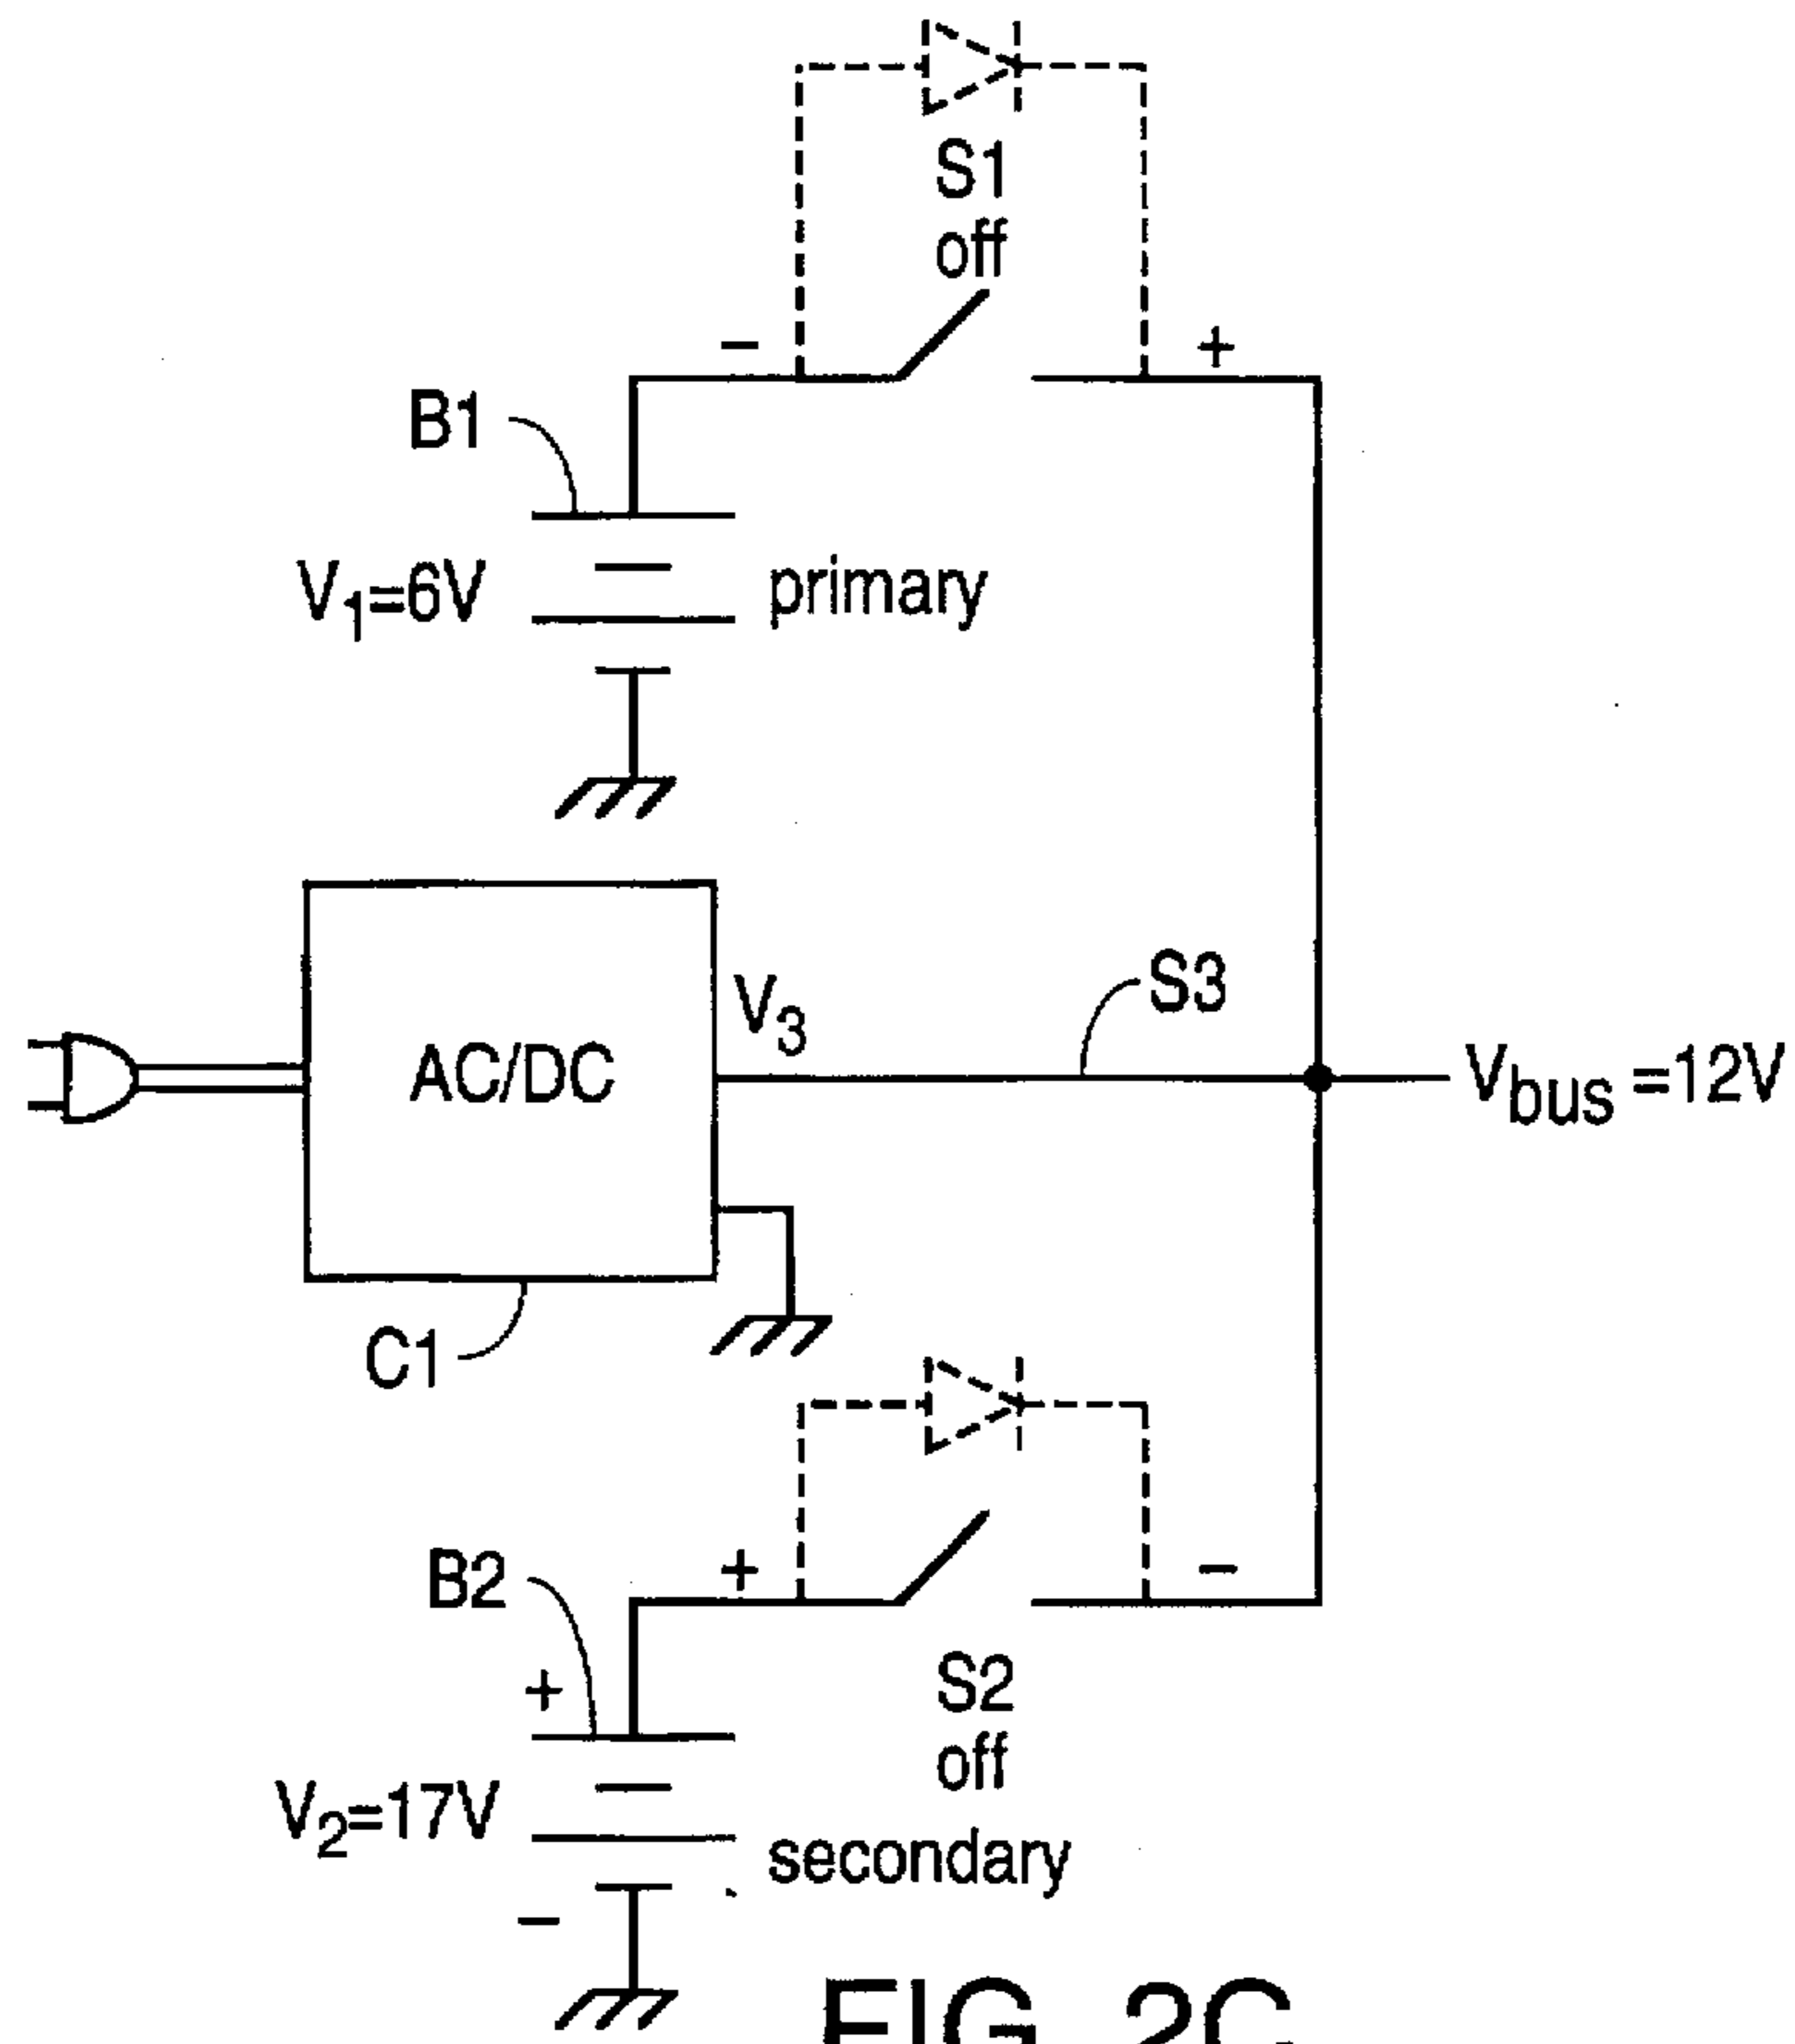 S1
off
−
+
B1
V1=6V
primary
V3
S3
AC/DC
Vbus=12V
C1
B2
+
−
+
S2
off
V2=17V
secondary
−
FIG. 2C